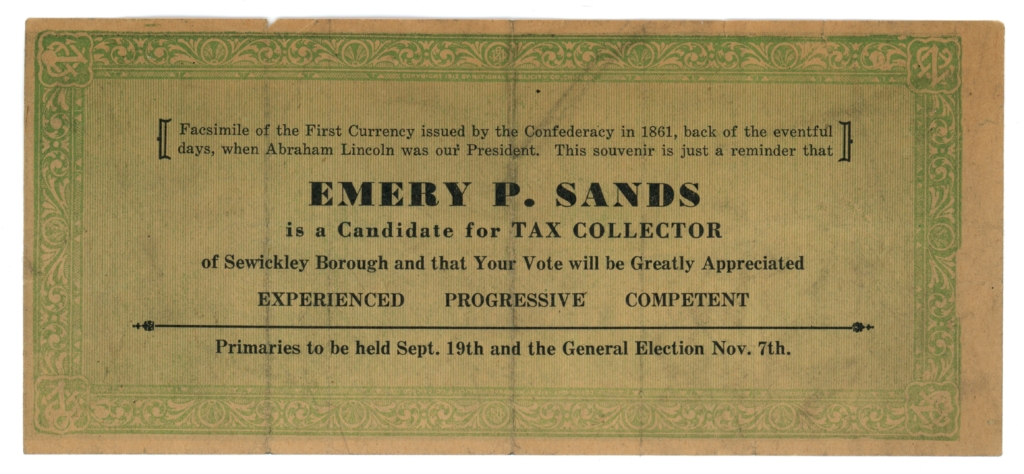 Facsimile of the First Currency issued by the Confederacy in 1861, back of the eventful
days, when Abraham Lincoln was our President. This souvenir is just a reminder that
EMERY P. SANDS
is a Candidate for TAX COLLECTOR
of Sewickley Borough and that Your Vote will be Greatly Appreciated
EXPERIENCED PROGRESSIVE COMPETENT
Primaries to be held Sept. 19th and the General Election Nov. 7th.